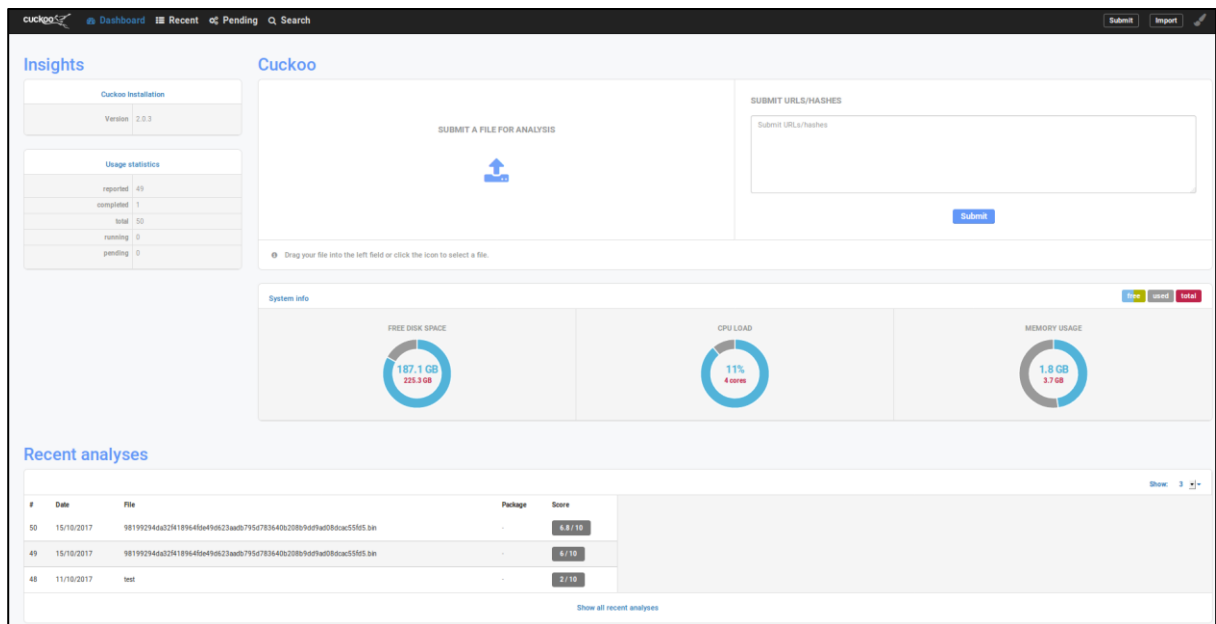 cuckoo Dashboard Recent Pending Search Submit Import
Insights
Cuckoo Installation
Version 2.0.3
Usage statistics
reported 49
completed 1
total 50
running 0
pending 0
Cuckoo
SUBMIT A FILE FOR ANALYSIS
SUBMIT URLS/HASHES
Submit URLs/hashes
Submit
Drag your file into the left field or click the icon to select a file.
System info free used total
FREE DISK SPACE
187.1 GB
225.3 GB
CPU LOAD
11%
4 cores
MEMORY USAGE
1.8 GB
3.7 GB
Recent analyses
Show: 3
# Date File Package Score
50 15/10/2017 98199294da32f418964fde49d623aadb795d783640b208b9dd9ad08dcac55fd5.bin - 6.8 / 10
49 15/10/2017 98199294da32f418964fde49d623aadb795d783640b208b9dd9ad08dcac55fd5.bin - 6 / 10
48 11/10/2017 test - 2 / 10
Show all recent analyses